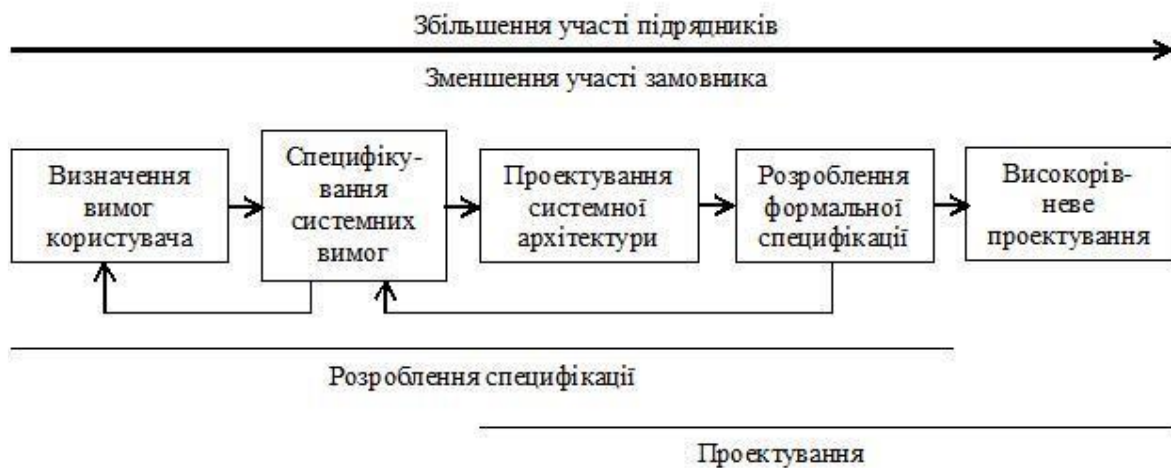 Збільшення участі підрядників
Зменшення участі замовника
Визначення
вимог
користувача
Специфіку-
вання
системних
вимог
Проектування
системної
архітектури
Розроблення
формальної
специфікації
Високорів-
неве
проектування
Розроблення специфікації
Проектування